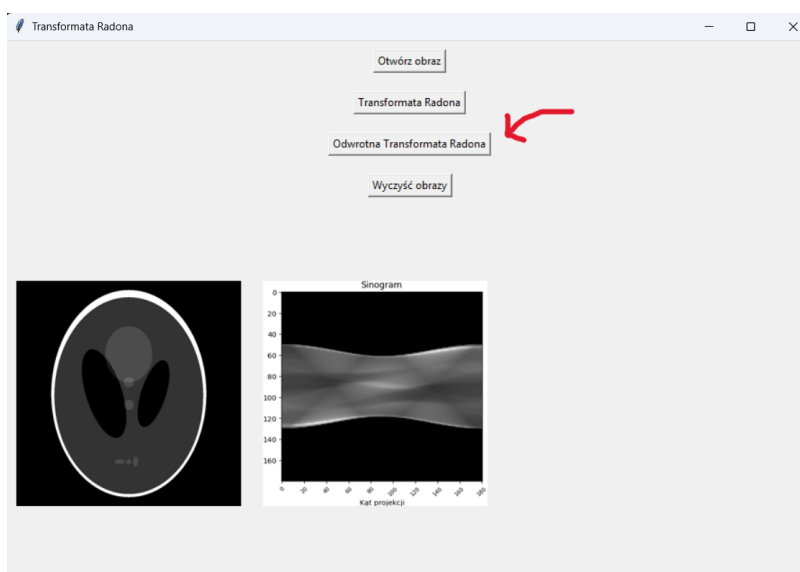 Transformata Radona
Otwórz obraz
Transformata Radona
Odwrotna Transformata Radona
Wyczyść obrazy
Sinogram
0
20
40
60
80
100
120
140
160
0 20 40 60 80 100 120 140 160 180
Kąt projekcji